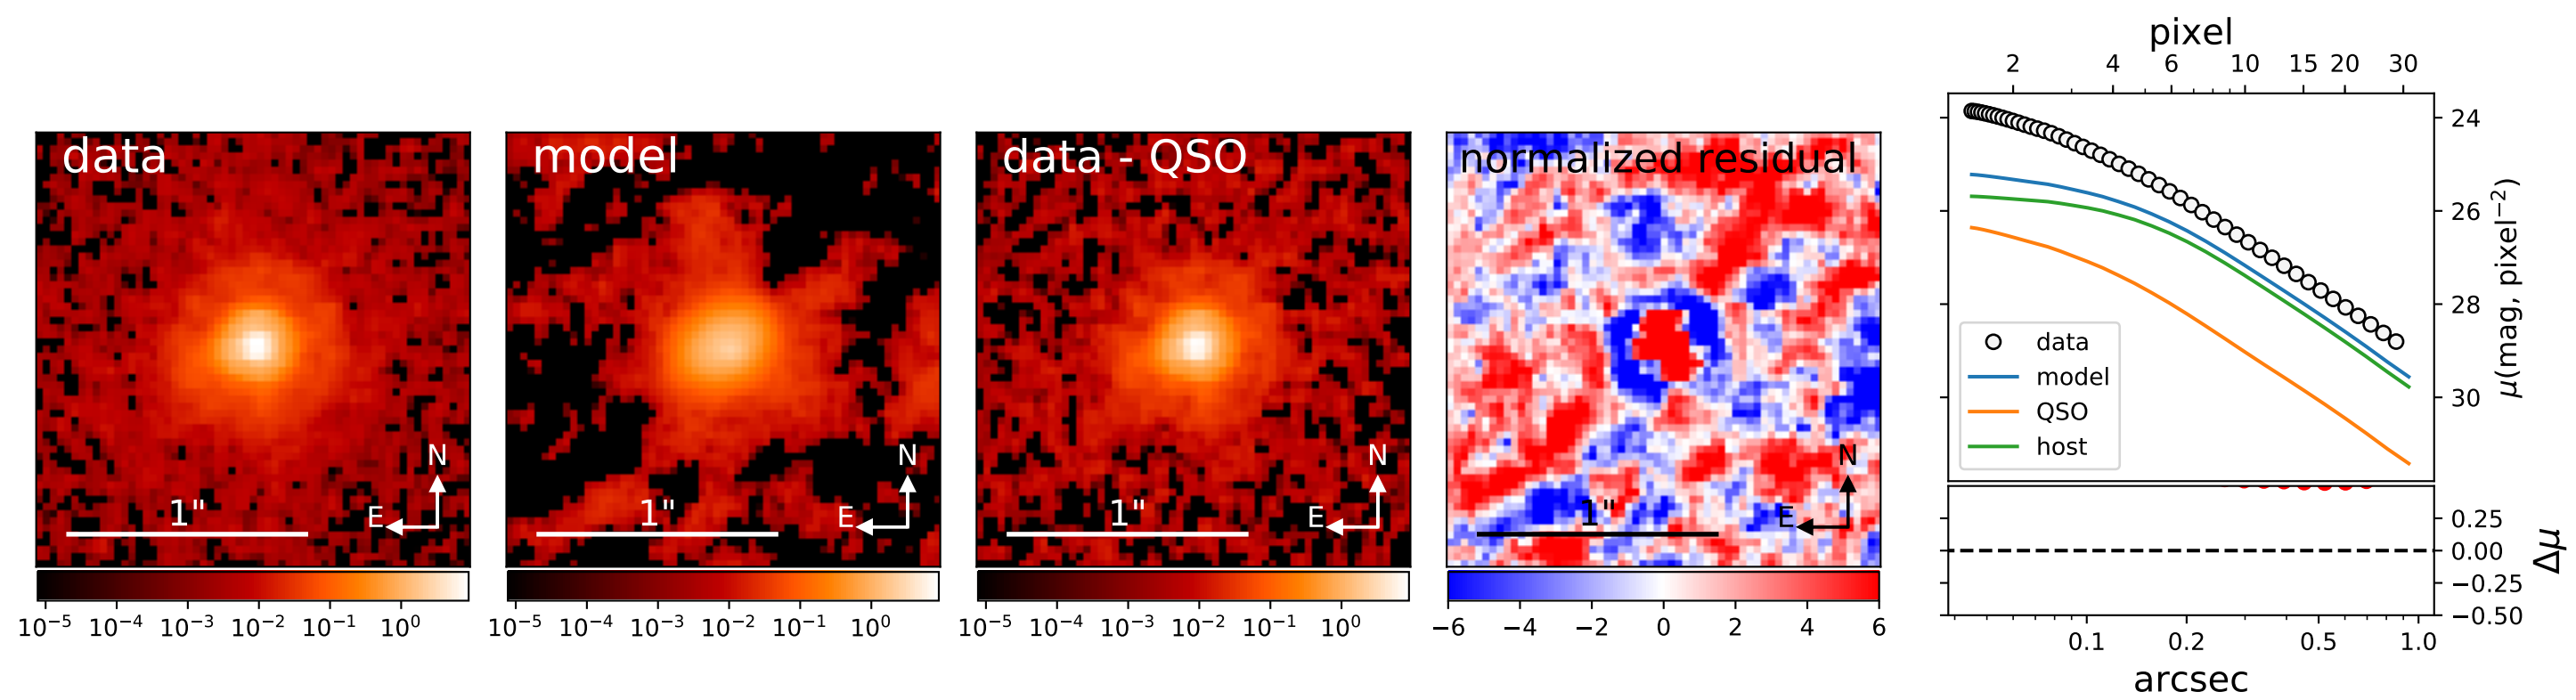 data
1"
N
E
10⁻⁵ 10⁻⁴ 10⁻³ 10⁻² 10⁻¹ 10⁰
model
1"
N
E
10⁻⁵ 10⁻⁴ 10⁻³ 10⁻² 10⁻¹ 10⁰
data - QSO
1"
N
E
10⁻⁵ 10⁻⁴ 10⁻³ 10⁻² 10⁻¹ 10⁰
normalized residual
1"
N
E
−6 −4 −2 0 2 4 6
pixel
2 4 6 10 15 20 30
24
26
28
30
μ(mag, pixel⁻²)
data
model
QSO
host
0.25
0.00
−0.25
−0.50
Δμ
0.1 0.2 0.5 1.0
arcsec